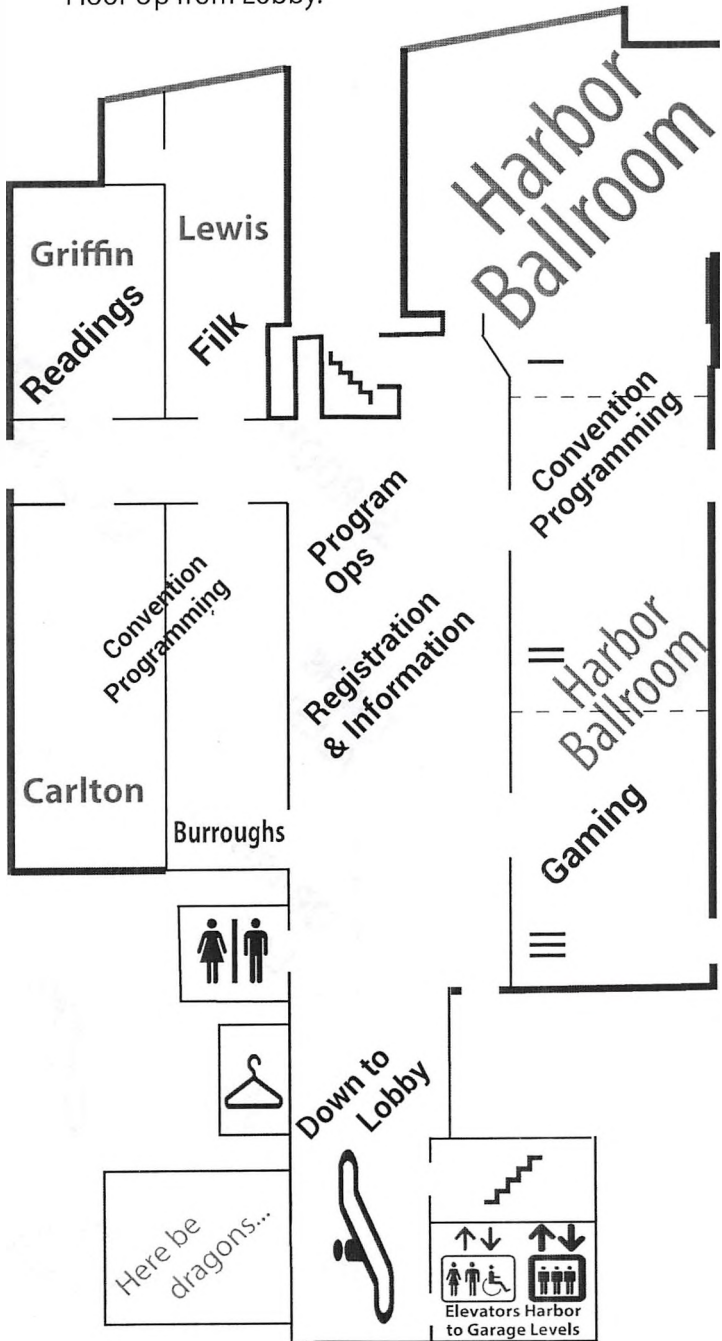 Floor up from Lobby.
Harbor
Ballroom
Griffin
Readings
Lewis
Filk
Convention
Programming
Program
Ops
Convention
Programming
Registration
& Information
Harbor
Ballroom
Carlton
Burroughs
Gaming
Down to
Lobby
Here be
dragons...
Elevators Harbor
to Garage Levels